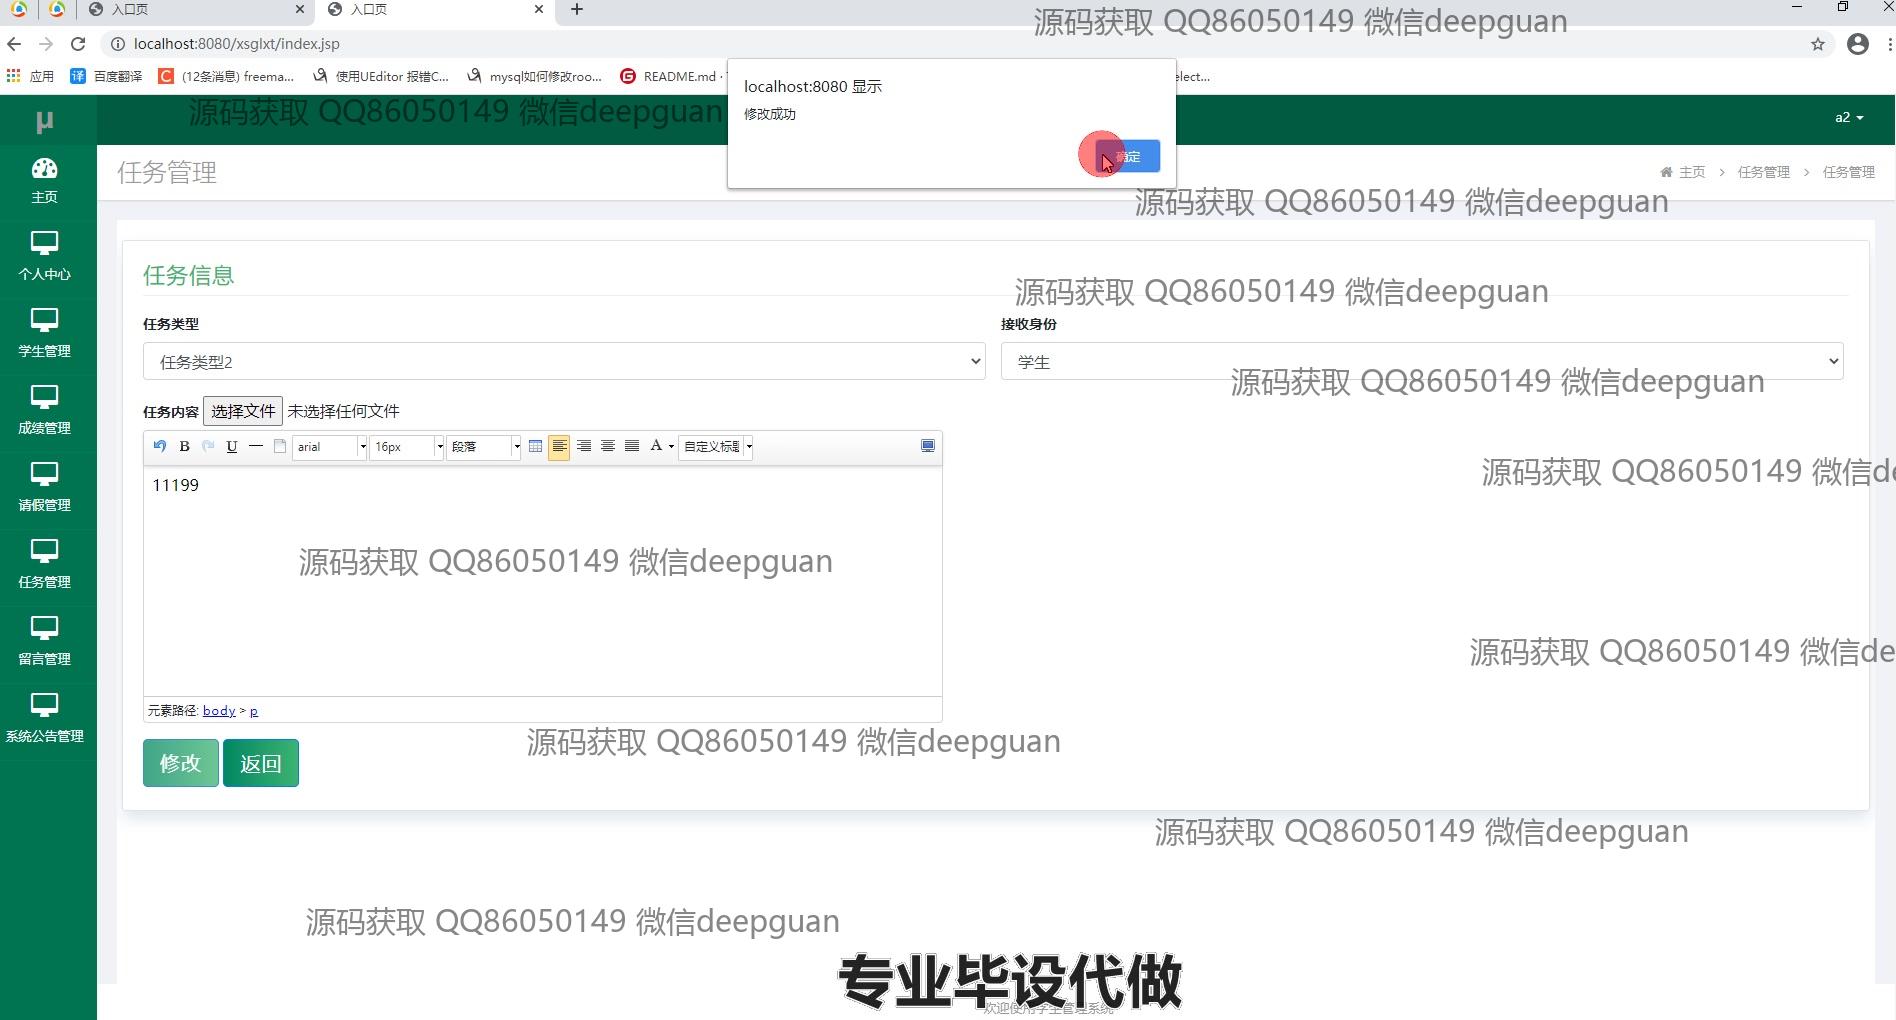 入口页
入口页
源码获取 QQ86050149 微信deepguan
localhost:8080/xsglxt/index.jsp
应用
百度翻译
(12条消息) freema...
使用UEditor 报错C...
mysql如何修改roo...
README.md ·
elect...
localhost:8080 显示
修改成功
确定
源码获取 QQ86050149 微信deepguan
μ
a2
任务管理
主页 > 任务管理 > 任务管理
源码获取 QQ86050149 微信deepguan
主页
个人中心
学生管理
成绩管理
请假管理
任务管理
留言管理
系统公告管理
任务信息
源码获取 QQ86050149 微信deepguan
任务类型
接收身份
任务类型2
学生
源码获取 QQ86050149 微信deepguan
任务内容 选择文件 未选择任何文件
B U arial 16px 段落 A 自定义标题
源码获取 QQ86050149 微信de
11199
源码获取 QQ86050149 微信deepguan
源码获取 QQ86050149 微信de
元素路径: body > p
源码获取 QQ86050149 微信deepguan
修改 返回
源码获取 QQ86050149 微信deepguan
源码获取 QQ86050149 微信deepguan
专业毕设代做
欢迎使用学生管理系统